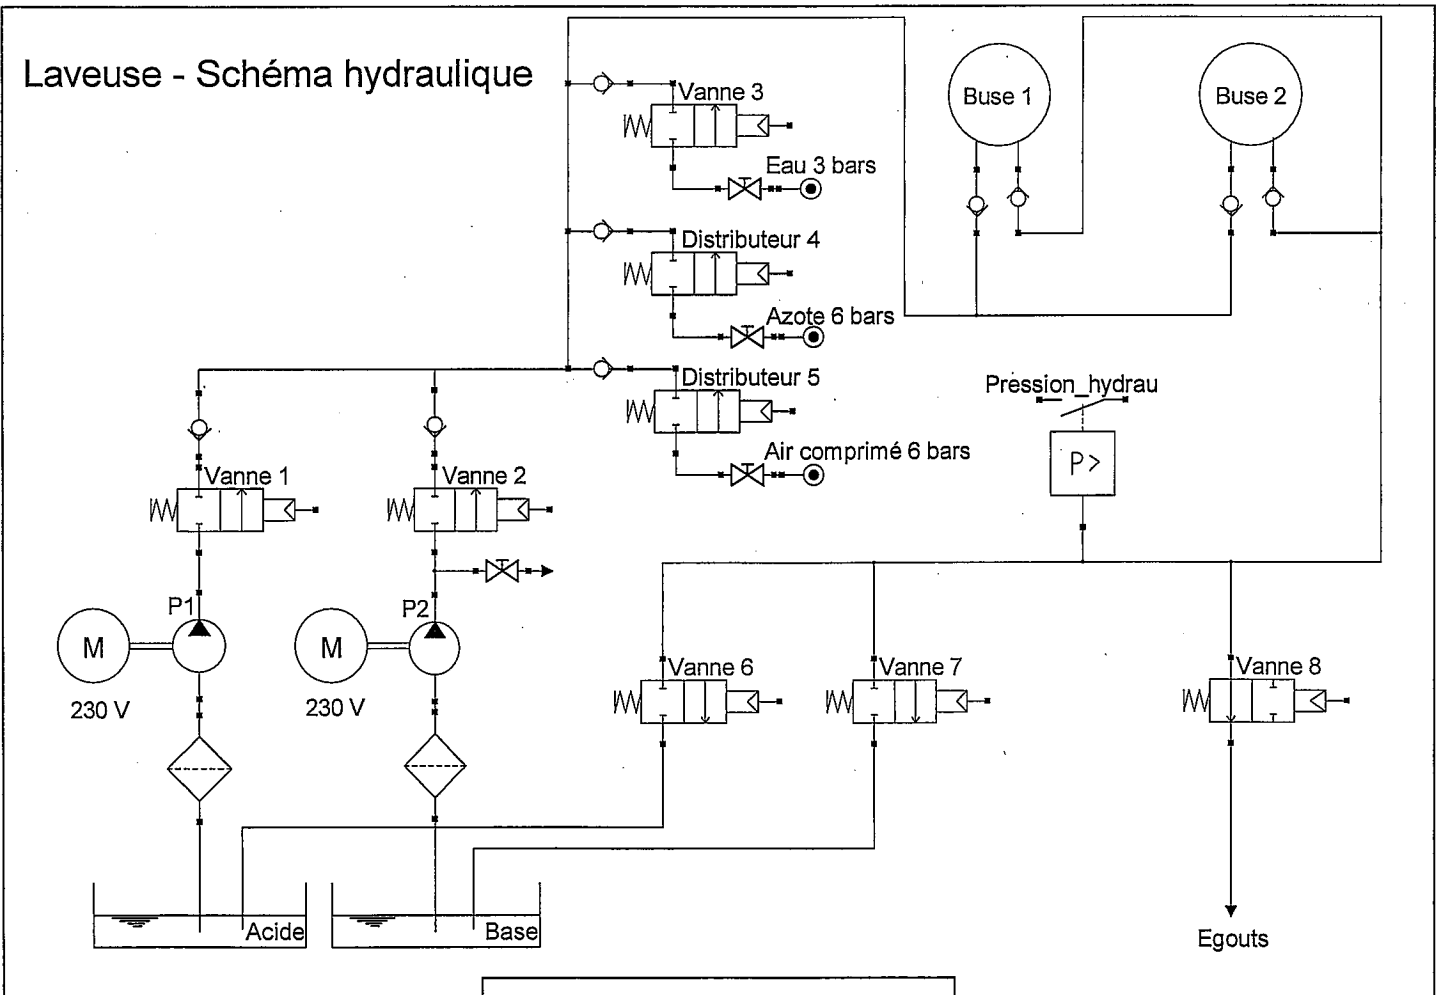 Laveuse - Schéma hydraulique
Vanne 3
Buse 1
Buse 2
Eau 3 bars
Distributeur 4
Azote 6 bars
Distributeur 5
Pression_hydrau
Air comprimé 6 bars
P>
Vanne 1
Vanne 2
P1
P2
M
M
230 V
230 V
Vanne 6
Vanne 7
Vanne 8
Acide
Base
Egouts